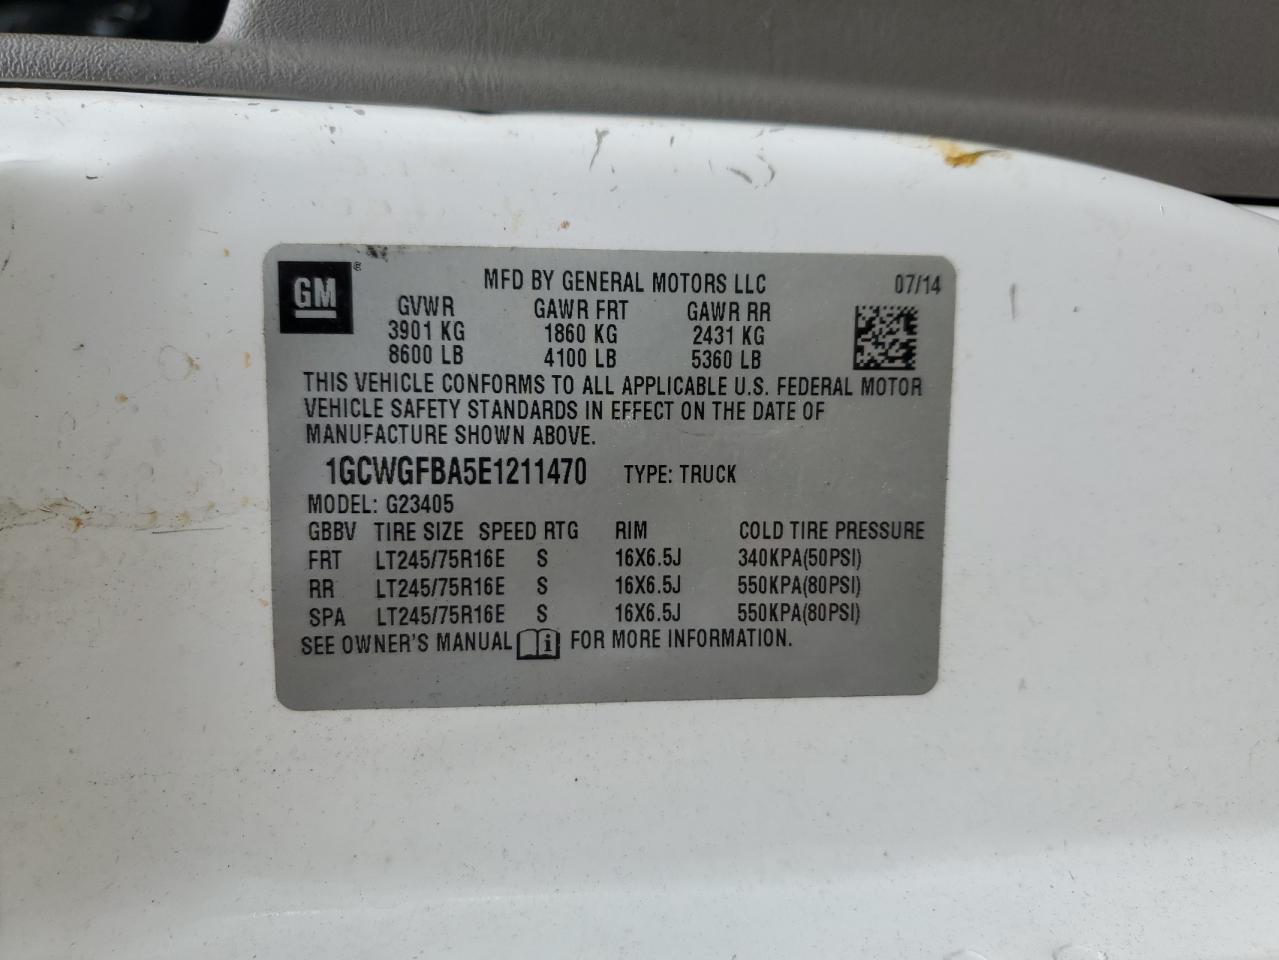 GM® MFD BY GENERAL MOTORS LLC 07/14
GVWR GAWR FRT GAWR RR
3901 KG 1860 KG 2431 KG
8600 LB 4100 LB 5360 LB
THIS VEHICLE CONFORMS TO ALL APPLICABLE U.S. FEDERAL MOTOR
VEHICLE SAFETY STANDARDS IN EFFECT ON THE DATE OF
MANUFACTURE SHOWN ABOVE.
1GCWGFBA5E1211470 TYPE: TRUCK
MODEL: G23405
GBBV TIRE SIZE SPEED RTG RIM COLD TIRE PRESSURE
FRT LT245/75R16E S 16X6.5J 340KPA(50PSI)
RR LT245/75R16E S 16X6.5J 550KPA(80PSI)
SPA LT245/75R16E S 16X6.5J 550KPA(80PSI)
SEE OWNER'S MANUAL i FOR MORE INFORMATION.